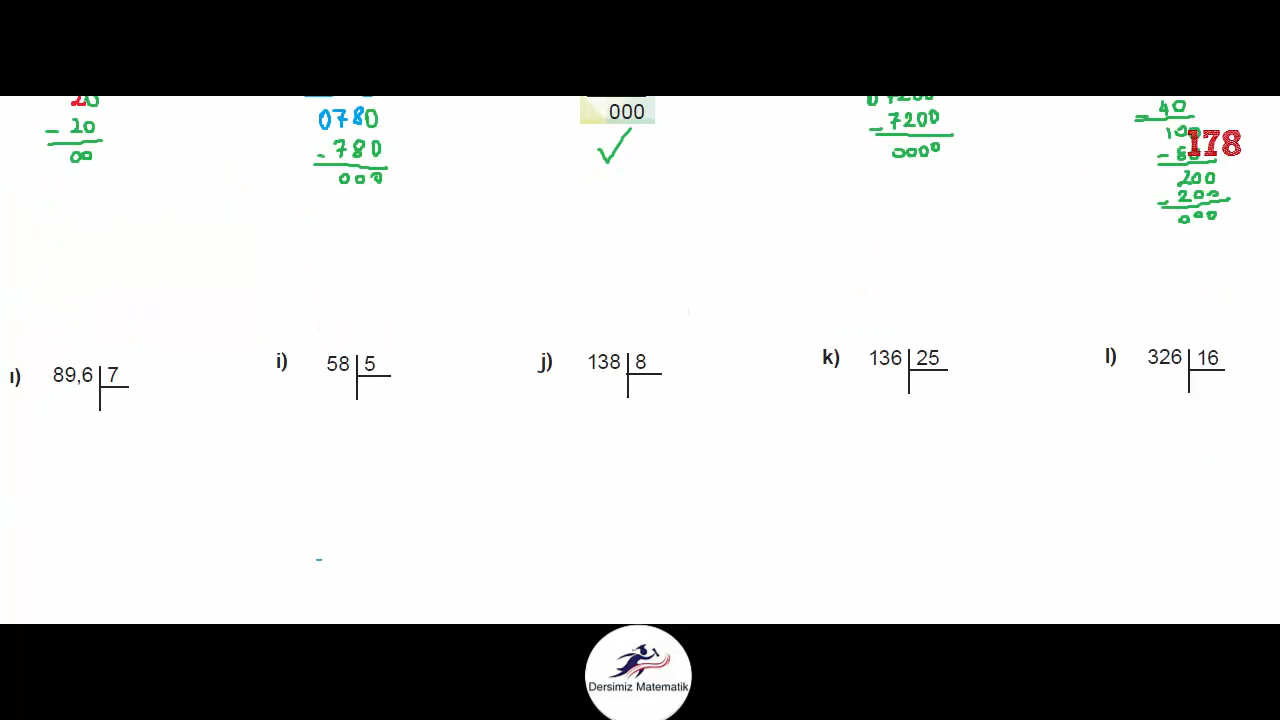 20
- 20
00
0780
- 780
000
000
- 7200
0000
40
178
200
- 200
000
ı) 89,6 7
i) 58 5
j) 138 8
k) 136 25
l) 326 16
Dersimiz Matematik